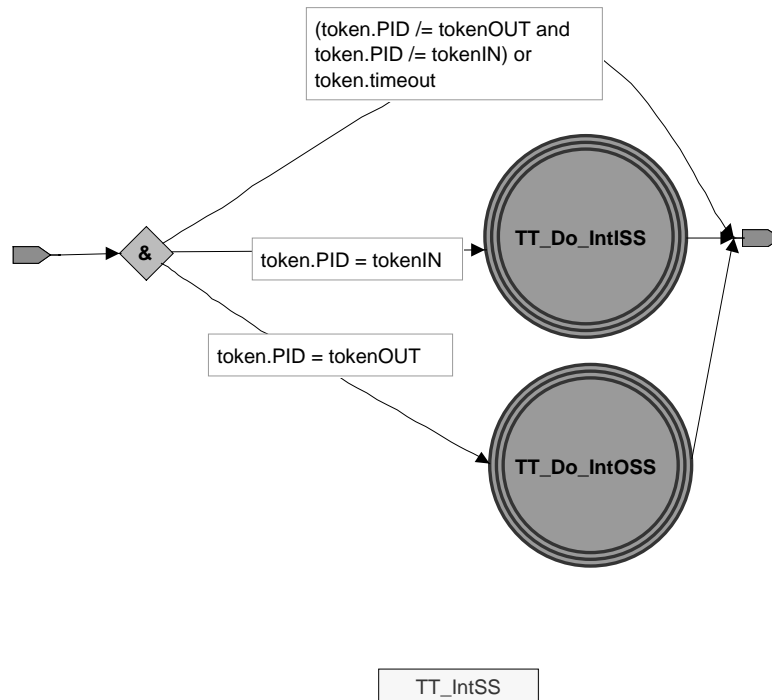 (token.PID /= tokenOUT and
token.PID /= tokenIN) or
token.timeout
TT_Do_IntISS
&
token.PID = tokenIN
token.PID = tokenOUT
TT_Do_IntOSS
TT_IntSS